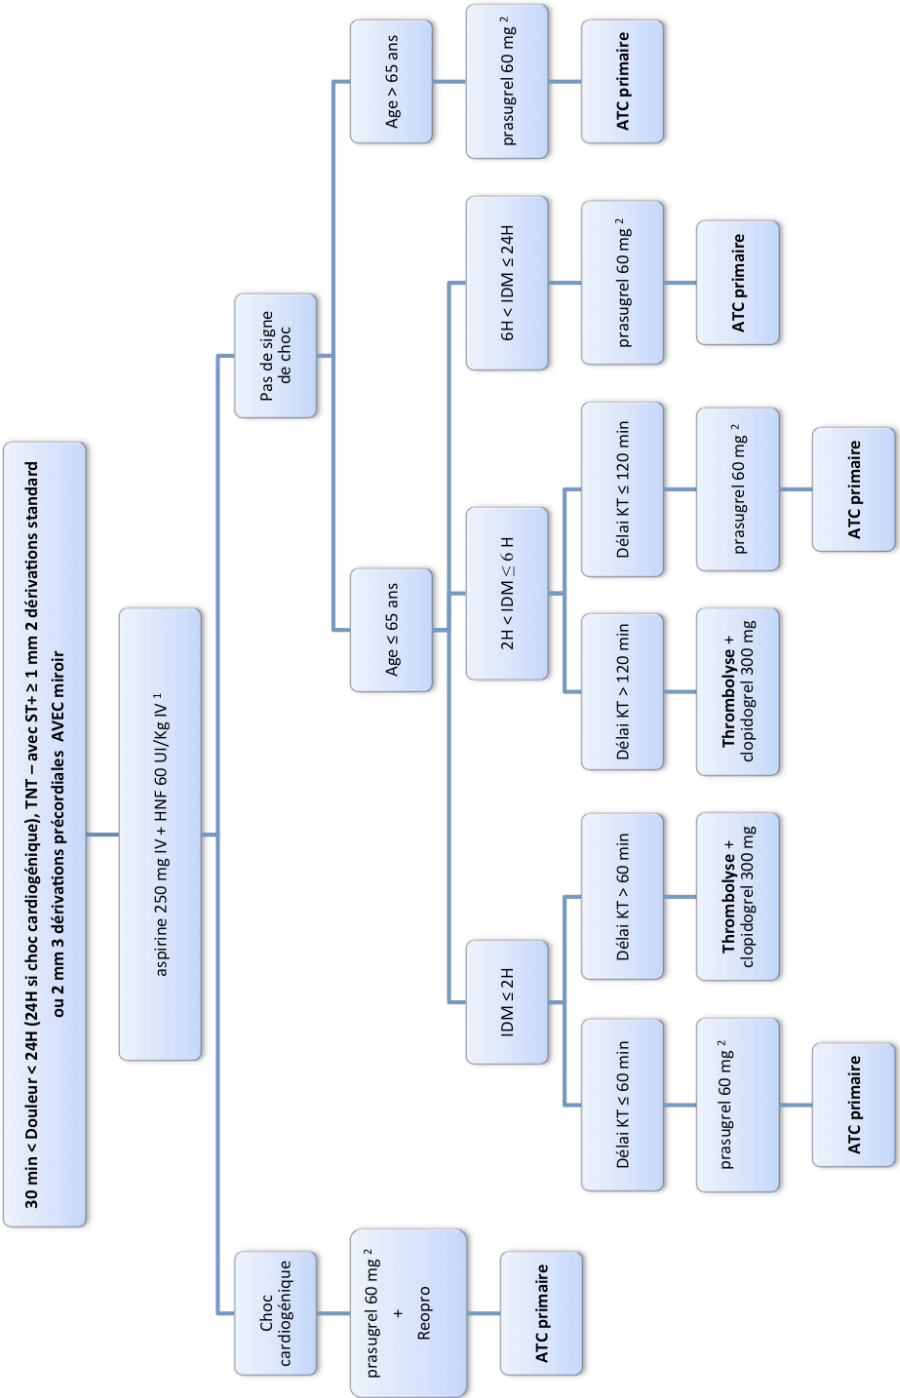 30 min < Douleur < 24H (24H si choc cardiogénique), TNT – avec ST+ ≥ 1 mm 2 dérivations standard
ou 2 mm 3 dérivations précordiales AVEC miroir
aspirine 250 mg IV + HNF 60 UI/Kg IV ¹
Choc
cardiogénique
prasugrel 60 mg ²
+
Reopro
ATC primaire
Pas de signe
de choc
Age ≤ 65 ans
IDM ≤ 2H
Délai KT ≤ 60 min
prasugrel 60 mg ²
ATC primaire
Délai KT > 60 min
Thrombolyse +
clopidogrel 300 mg
2H < IDM ≤ 6 H
Délai KT > 120 min
Thrombolyse +
clopidogrel 300 mg
Délai KT ≤ 120 min
prasugrel 60 mg ²
ATC primaire
6H < IDM ≤ 24H
prasugrel 60 mg ²
ATC primaire
Age > 65 ans
prasugrel 60 mg ²
ATC primaire